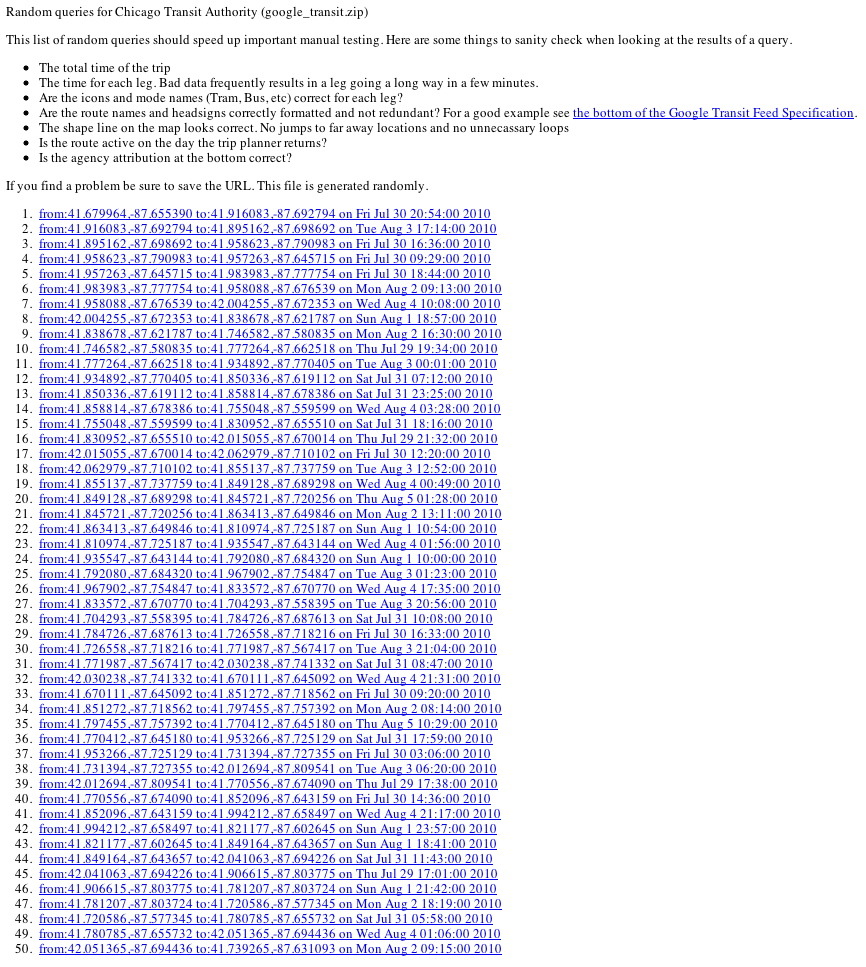 Random queries for Chicago Transit Authority (google_transit.zip)
This list of random queries should speed up important manual testing. Here are some things to sanity check when looking at the results of a query.
• The total time of the trip
• The time for each leg. Bad data frequently results in a leg going a long way in a few minutes.
• Are the icons and mode names (Tram, Bus, etc) correct for each leg?
• Are the route names and headsigns correctly formatted and not redundant? For a good example see the bottom of the Google Transit Feed Specification.
• The shape line on the map looks correct. No jumps to far away locations and no unnecassary loops
• Is the route active on the day the trip planner returns?
• Is the agency attribution at the bottom correct?
If you find a problem be sure to save the URL. This file is generated randomly.
1. from:41.679964,-87.655390 to:41.916083,-87.692794 on Fri Jul 30 20:54:00 2010
2. from:41.916083,-87.692794 to:41.895162,-87.698692 on Tue Aug 3 17:14:00 2010
3. from:41.895162,-87.698692 to:41.958623,-87.790983 on Fri Jul 30 16:36:00 2010
4. from:41.958623,-87.790983 to:41.957263,-87.645715 on Fri Jul 30 09:29:00 2010
5. from:41.957263,-87.645715 to:41.983983,-87.777754 on Fri Jul 30 18:44:00 2010
6. from:41.983983,-87.777754 to:41.958088,-87.676539 on Mon Aug 2 09:13:00 2010
7. from:41.958088,-87.676539 to:42.004255,-87.672353 on Wed Aug 4 10:08:00 2010
8. from:42.004255,-87.672353 to:41.838678,-87.621787 on Sun Aug 1 18:57:00 2010
9. from:41.838678,-87.621787 to:41.746582,-87.580835 on Mon Aug 2 16:30:00 2010
10. from:41.746582,-87.580835 to:41.777264,-87.662518 on Thu Jul 29 19:34:00 2010
11. from:41.777264,-87.662518 to:41.934892,-87.770405 on Tue Aug 3 00:01:00 2010
12. from:41.934892,-87.770405 to:41.850336,-87.619112 on Sat Jul 31 07:12:00 2010
13. from:41.850336,-87.619112 to:41.858814,-87.678386 on Sat Jul 31 23:25:00 2010
14. from:41.858814,-87.678386 to:41.755048,-87.559599 on Wed Aug 4 03:28:00 2010
15. from:41.755048,-87.559599 to:41.830952,-87.655510 on Sat Jul 31 18:16:00 2010
16. from:41.830952,-87.655510 to:42.015055,-87.670014 on Thu Jul 29 21:32:00 2010
17. from:42.015055,-87.670014 to:42.062979,-87.710102 on Fri Jul 30 12:20:00 2010
18. from:42.062979,-87.710102 to:41.855137,-87.737759 on Tue Aug 3 12:52:00 2010
19. from:41.855137,-87.737759 to:41.849128,-87.689298 on Wed Aug 4 00:49:00 2010
20. from:41.849128,-87.689298 to:41.845721,-87.720256 on Thu Aug 5 01:28:00 2010
21. from:41.845721,-87.720256 to:41.863413,-87.649846 on Mon Aug 2 13:11:00 2010
22. from:41.863413,-87.649846 to:41.810974,-87.725187 on Sun Aug 1 10:54:00 2010
23. from:41.810974,-87.725187 to:41.935547,-87.643144 on Wed Aug 4 01:56:00 2010
24. from:41.935547,-87.643144 to:41.792080,-87.684320 on Sun Aug 1 10:00:00 2010
25. from:41.792080,-87.684320 to:41.967902,-87.754847 on Tue Aug 3 01:23:00 2010
26. from:41.967902,-87.754847 to:41.833572,-87.670770 on Wed Aug 4 17:35:00 2010
27. from:41.833572,-87.670770 to:41.704293,-87.558395 on Tue Aug 3 20:56:00 2010
28. from:41.704293,-87.558395 to:41.784726,-87.687613 on Sat Jul 31 10:08:00 2010
29. from:41.784726,-87.687613 to:41.726558,-87.718216 on Fri Jul 30 16:33:00 2010
30. from:41.726558,-87.718216 to:41.771987,-87.567417 on Tue Aug 3 21:04:00 2010
31. from:41.771987,-87.567417 to:42.030238,-87.741332 on Sat Jul 31 08:47:00 2010
32. from:42.030238,-87.741332 to:41.670111,-87.645092 on Wed Aug 4 21:31:00 2010
33. from:41.670111,-87.645092 to:41.851272,-87.718562 on Fri Jul 30 09:20:00 2010
34. from:41.851272,-87.718562 to:41.797455,-87.757392 on Mon Aug 2 08:14:00 2010
35. from:41.797455,-87.757392 to:41.770412,-87.645180 on Thu Aug 5 10:29:00 2010
36. from:41.770412,-87.645180 to:41.953266,-87.725129 on Sat Jul 31 17:59:00 2010
37. from:41.953266,-87.725129 to:41.731394,-87.727355 on Fri Jul 30 03:06:00 2010
38. from:41.731394,-87.727355 to:42.012694,-87.809541 on Tue Aug 3 06:20:00 2010
39. from:42.012694,-87.809541 to:41.770556,-87.674090 on Thu Jul 29 17:38:00 2010
40. from:41.770556,-87.674090 to:41.852096,-87.643159 on Fri Jul 30 14:36:00 2010
41. from:41.852096,-87.643159 to:41.994212,-87.658497 on Wed Aug 4 21:17:00 2010
42. from:41.994212,-87.658497 to:41.821177,-87.602645 on Sun Aug 1 23:57:00 2010
43. from:41.821177,-87.602645 to:41.849164,-87.643657 on Sun Aug 1 18:41:00 2010
44. from:41.849164,-87.643657 to:42.041063,-87.694226 on Sat Jul 31 11:43:00 2010
45. from:42.041063,-87.694226 to:41.906615,-87.803775 on Thu Jul 29 17:01:00 2010
46. from:41.906615,-87.803775 to:41.781207,-87.803724 on Sun Aug 1 21:42:00 2010
47. from:41.781207,-87.803724 to:41.720586,-87.577345 on Mon Aug 2 18:19:00 2010
48. from:41.720586,-87.577345 to:41.780785,-87.655732 on Sat Jul 31 05:58:00 2010
49. from:41.780785,-87.655732 to:42.051365,-87.694436 on Wed Aug 4 01:06:00 2010
50. from:42.051365,-87.694436 to:41.739265,-87.631093 on Mon Aug 2 09:15:00 2010